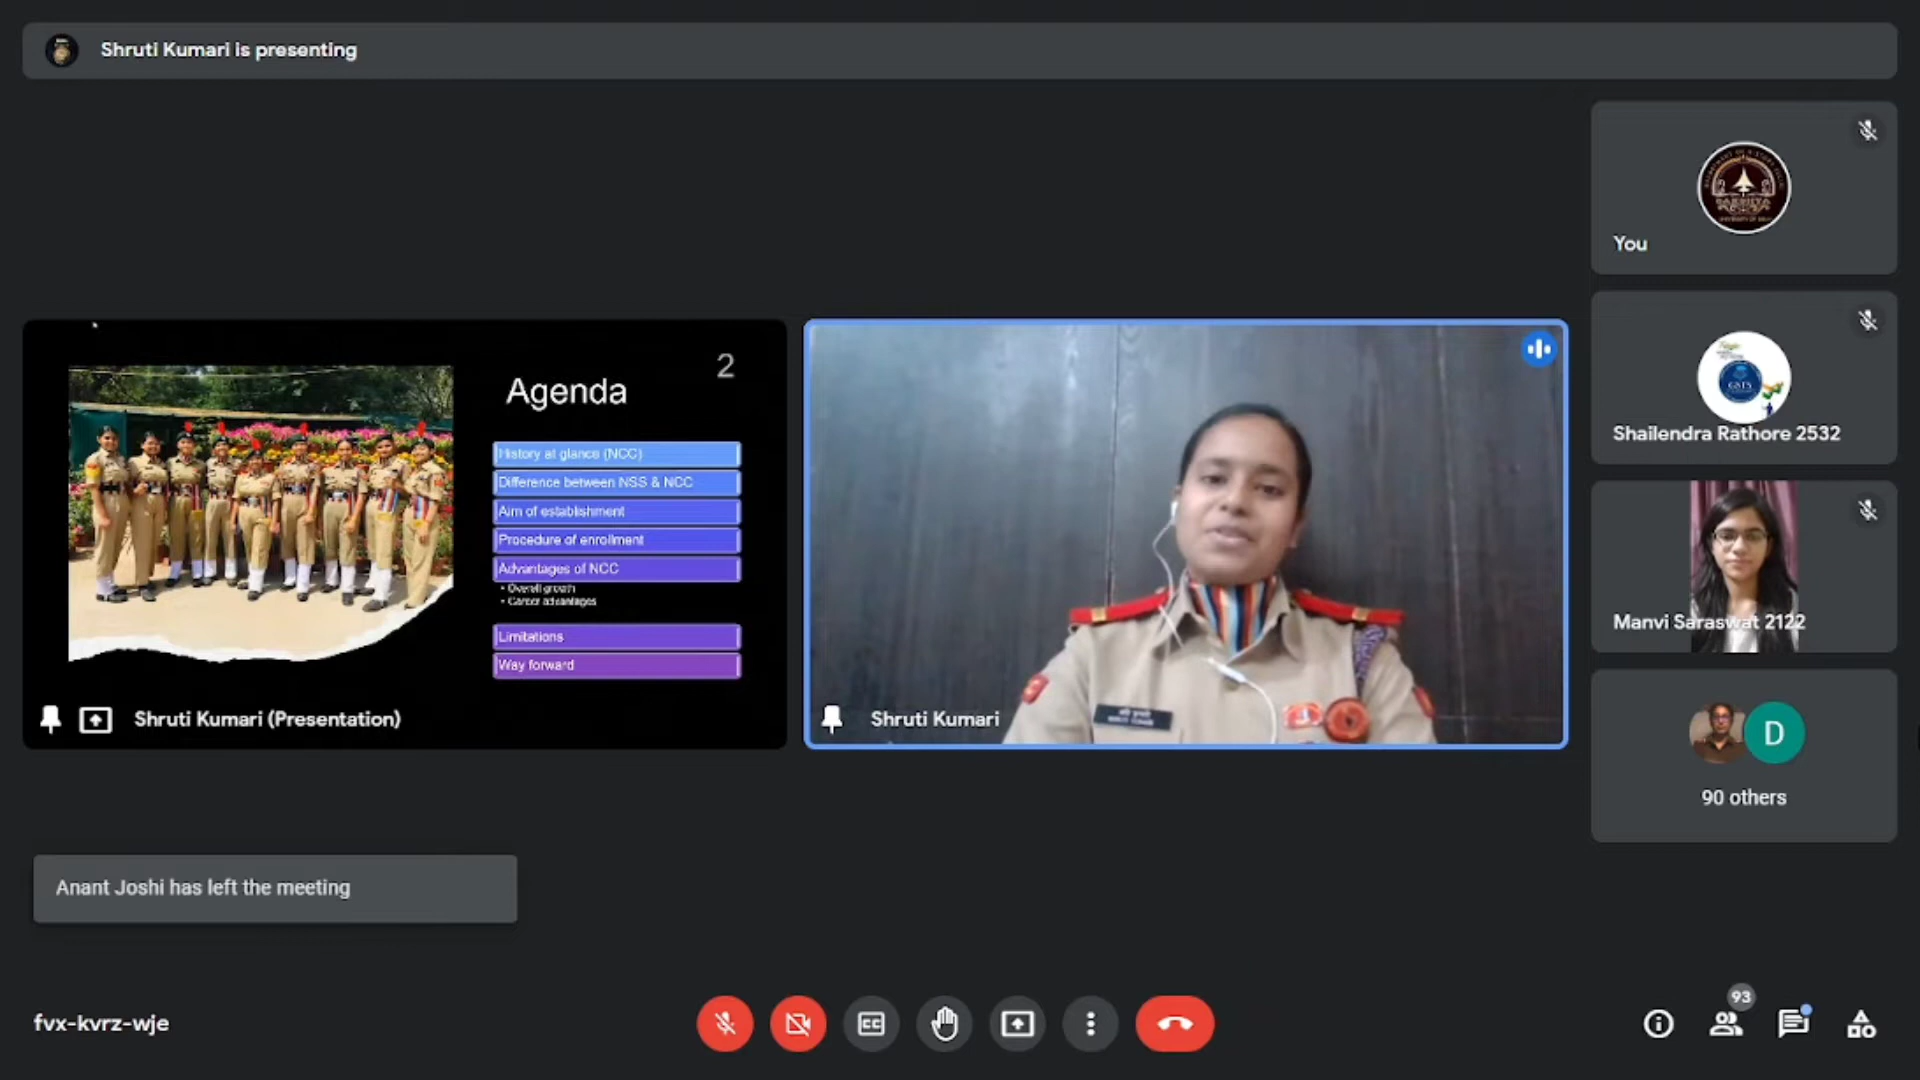 Shruti Kumari is presenting
2
Agenda
History at glance (NCC)
Difference between NSS & NCC
Aim of establishment
Procedure of enrollment
Advantages of NCC
• Overall growth
• Career advantages
Limitations
Way forward
Shruti Kumari (Presentation)
Shruti Kumari
You
Shailendra Rathore 2532
Manvi Saraswat 2122
D
90 others
Anant Joshi has left the meeting
fvx-kvrz-wje
CC
93